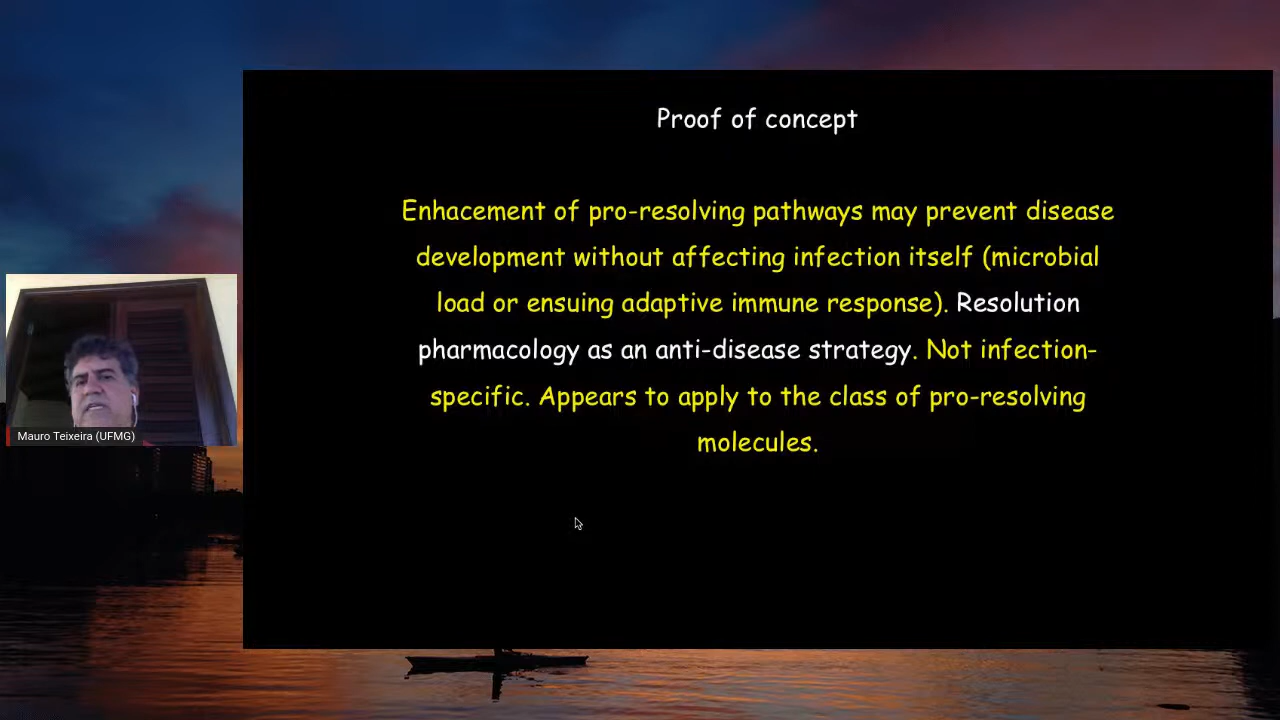 Proof of concept
Enhacement of pro-resolving pathways may prevent disease
development without affecting infection itself (microbial
load or ensuing adaptive immune response). Resolution
pharmacology as an anti-disease strategy. Not infection-
specific. Appears to apply to the class of pro-resolving
molecules.
Mauro Teixeira (UFMG)